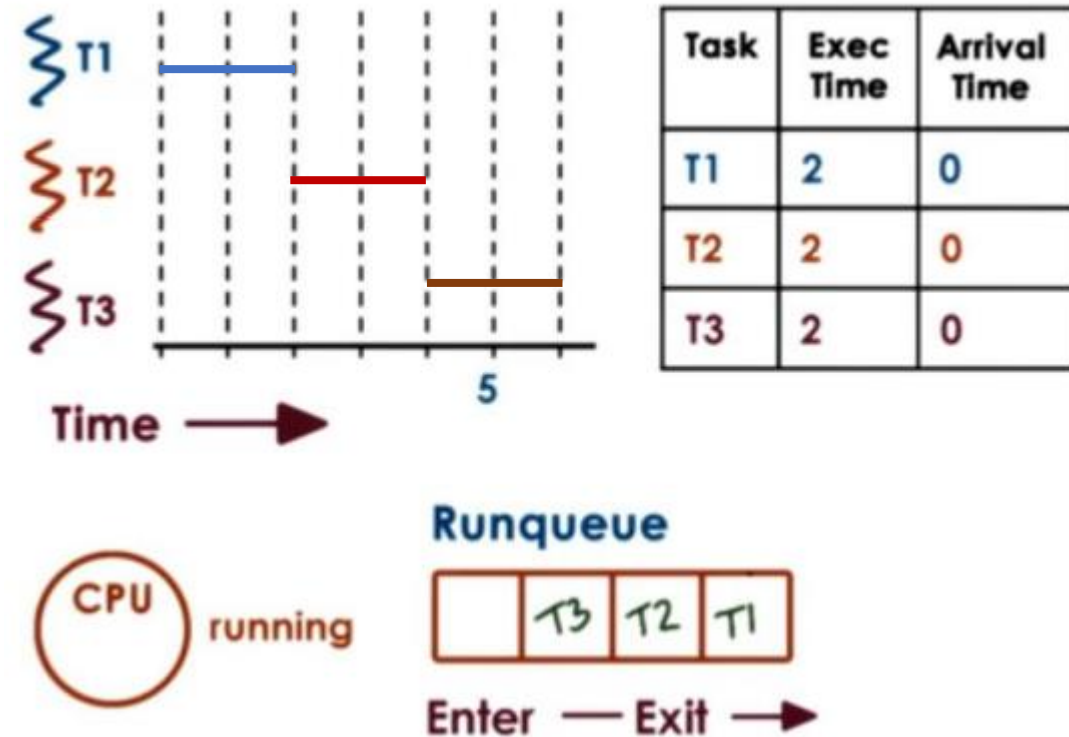 T1
T2
T3
5
Time
Task Exec Time Arrival Time
T1 2 0
T2 2 0
T3 2 0
Runqueue
CPU running
T3 T2 T1
Enter — Exit